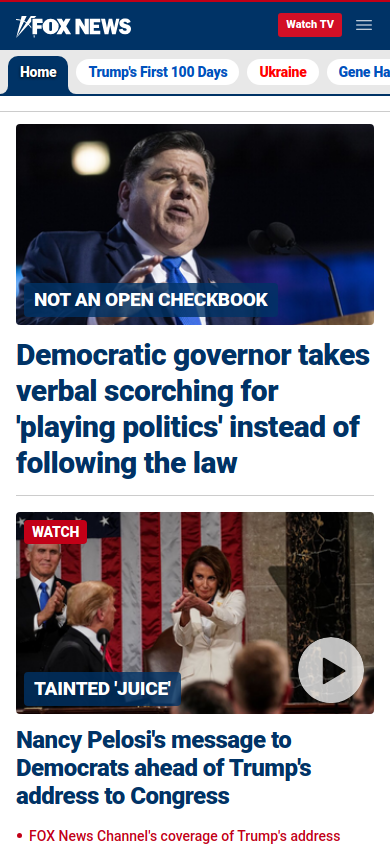 FOX NEWS
Watch TV
Home
Trump's First 100 Days
Ukraine
Gene Ha
NOT AN OPEN CHECKBOOK
Democratic governor takes
verbal scorching for
'playing politics' instead of
following the law
WATCH
TAINTED 'JUICE'
Nancy Pelosi's message to
Democrats ahead of Trump's
address to Congress
• FOX News Channel's coverage of Trump's address